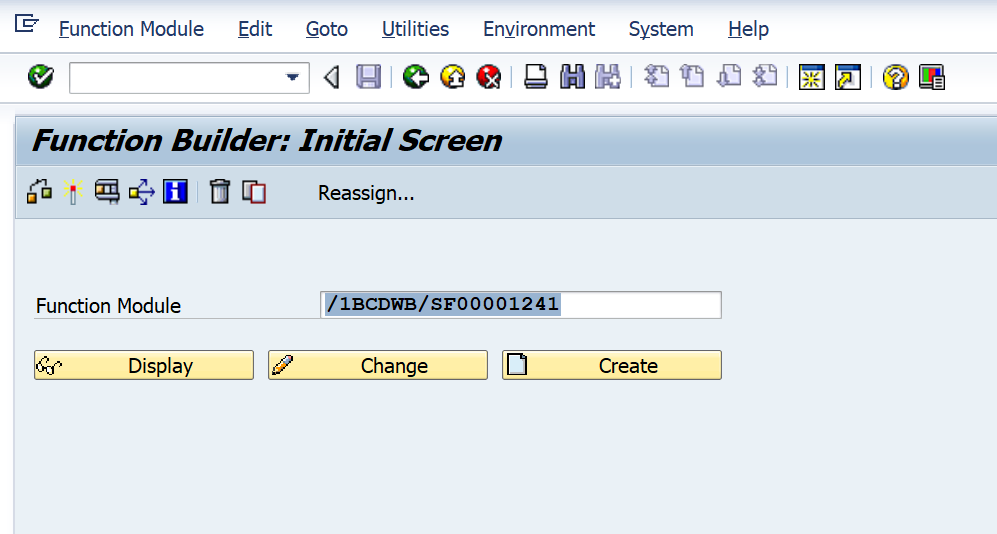 Function Module Edit Goto Utilities Environment System Help
Function Builder: Initial Screen
Reassign...
Function Module /1BCDWB/SF00001241
Display Change Create